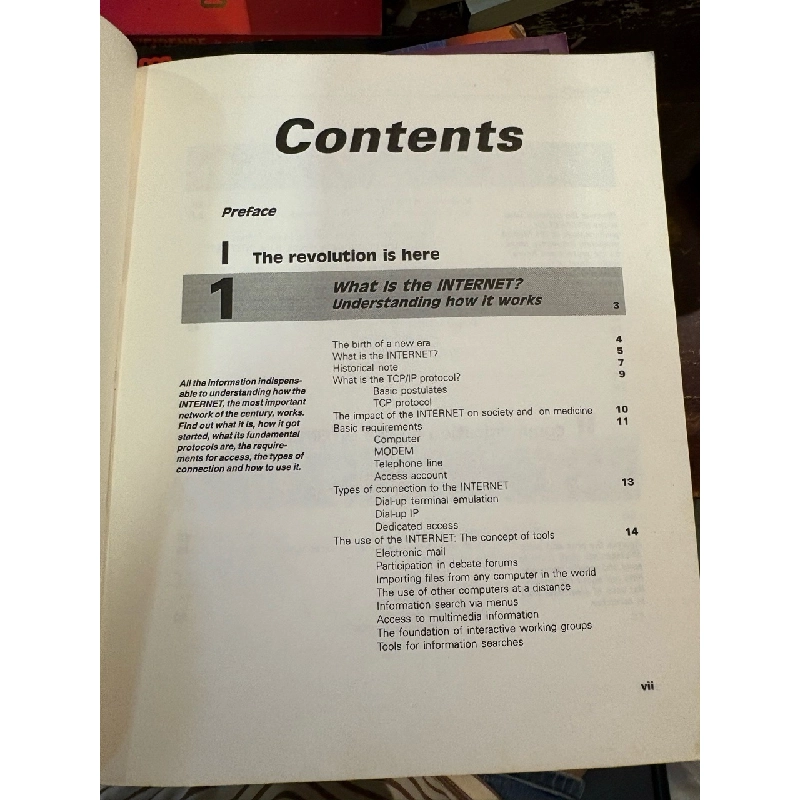 Contents
Preface
I The revolution is here
1 What is the INTERNET?
Understanding how it works 3
All the information indispens-
able to understanding how the
INTERNET, the most important
network of the century, works.
Find out what it is, how it got
started, what its fundamental
protocols are, the require-
ments for access, the types of
connection and how to use it.
The birth of a new era 4
What is the INTERNET? 5
Historical note 7
What is the TCP/IP protocol? 9
Basic postulates
TCP protocol
The impact of the INTERNET on society and on medicine 10
Basic requirements 11
Computer
MODEM
Telephone line
Access account
Types of connection to the INTERNET 13
Dial-up terminal emulation
Dial-up IP
Dedicated access
The use of the INTERNET: The concept of tools 14
Electronic mail
Participation in debate forums
Importing files from any computer in the world
The use of other computers at a distance
Information search via menus
Access to multimedia information
The foundation of interactive working groups
Tools for information searches
vii